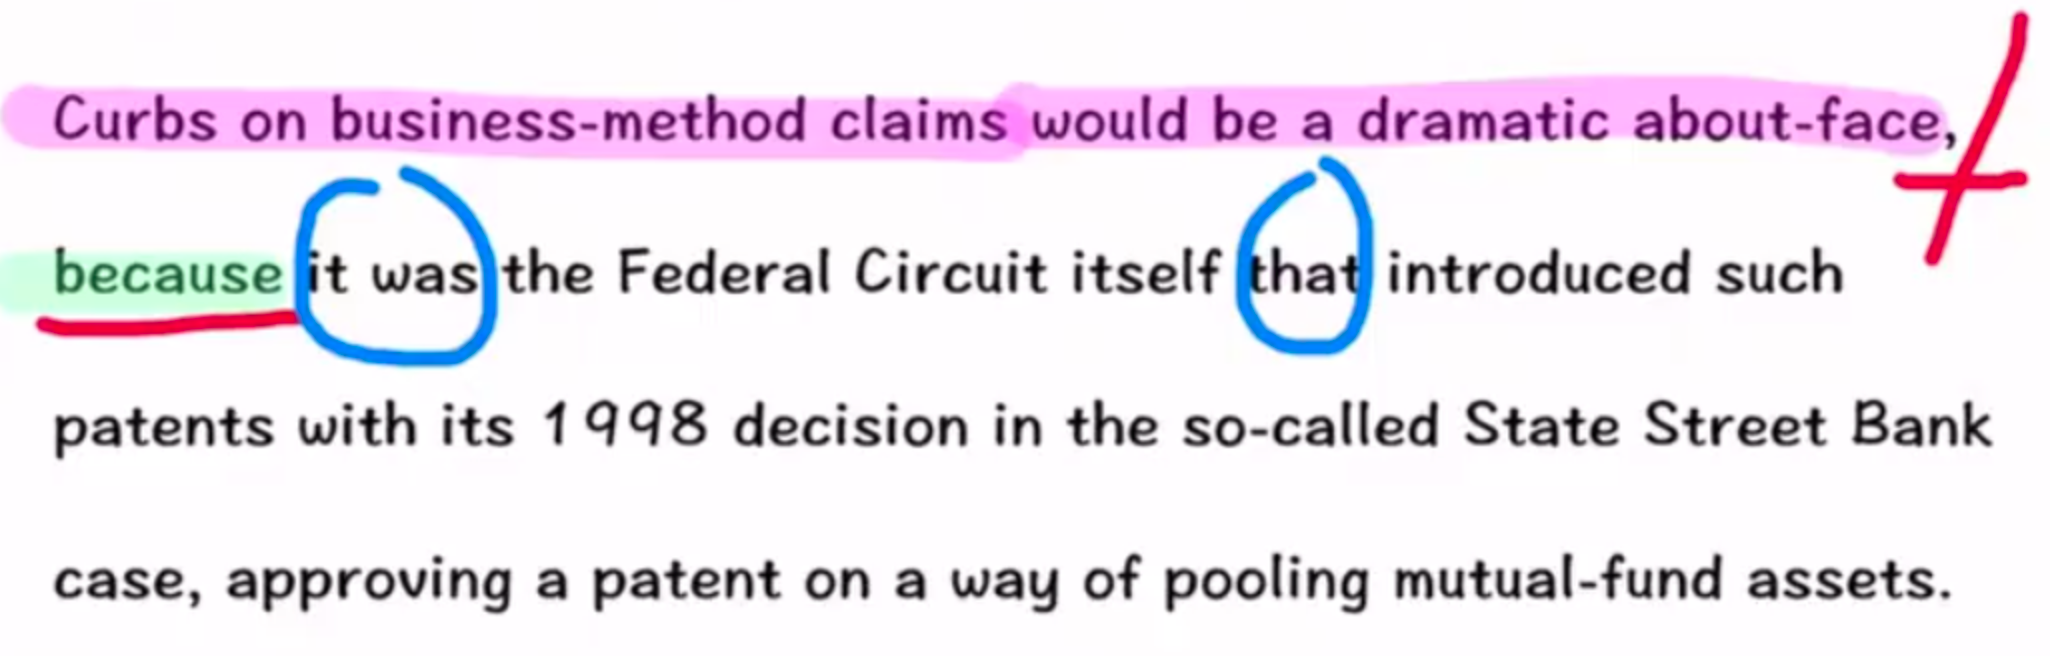 Curbs on business-method claims would be a dramatic about-face,
because it was the Federal Circuit itself that introduced such
patents with its 1998 decision in the so-called State Street Bank
case, approving a patent on a way of pooling mutual-fund assets.